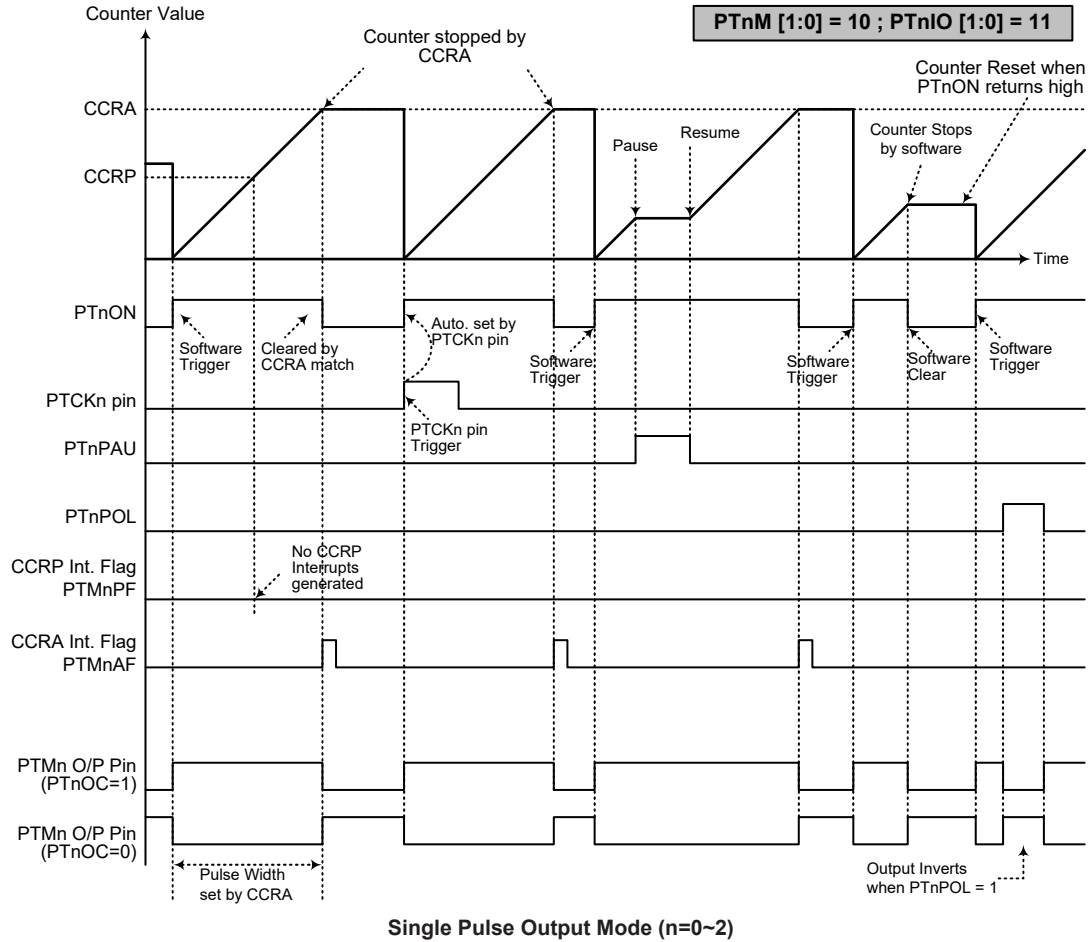 Counter Value
PTnM [1:0] = 10 ; PTnIO [1:0] = 11
Counter stopped by
CCRA
Counter Reset when
PTnON returns high
CCRA
Pause
Resume
Counter Stops
by software
CCRP
Time
PTnON
Software
Trigger
Cleared by
CCRA match
Auto. set by
PTCKn pin
Software
Trigger
Software
Trigger
Software
Clear
Software
Trigger
PTCKn pin
PTCKn pin
Trigger
PTnPAU
PTnPOL
No CCRP
Interrupts
generated
CCRP Int. Flag
PTMnPF
CCRA Int. Flag
PTMnAF
PTMn O/P Pin
(PTnOC=1)
PTMn O/P Pin
(PTnOC=0)
Pulse Width
set by CCRA
Output Inverts
when PTnPOL = 1
Single Pulse Output Mode (n=0~2)